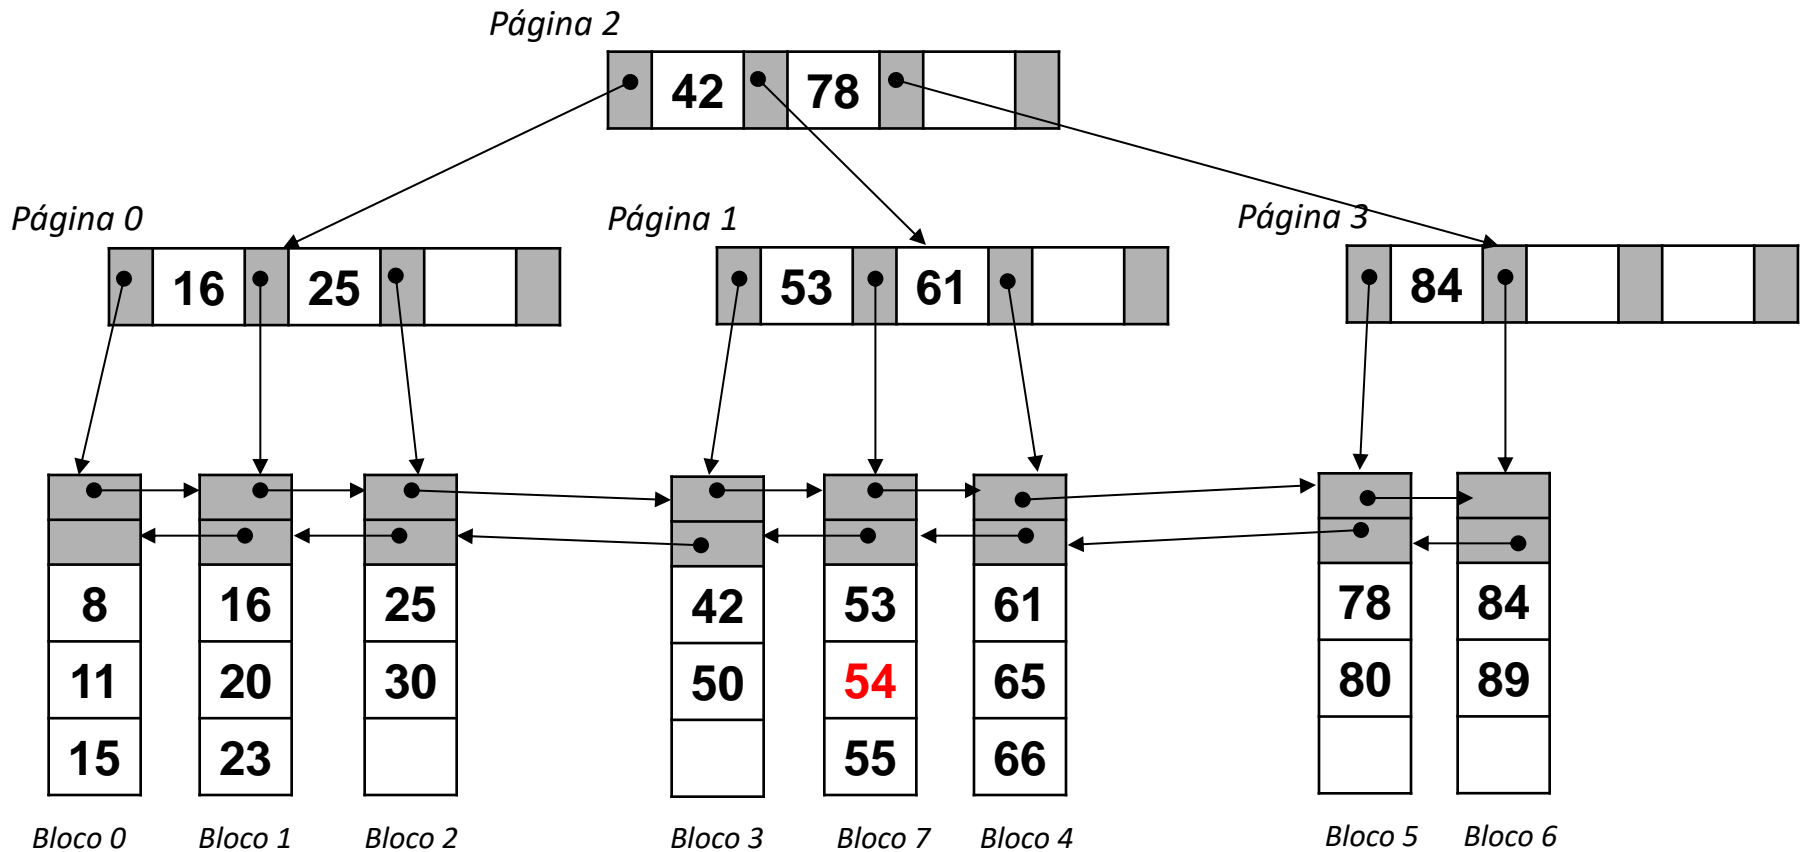 Página 2
42 78
Página 0 Página 1 Página 3
16 25 53 61 84
8 16 25 42 53 61 78 84
11 20 30 50 54 65 80 89
15 23 55 66
Bloco 0 Bloco 1 Bloco 2 Bloco 3 Bloco 7 Bloco 4 Bloco 5 Bloco 6